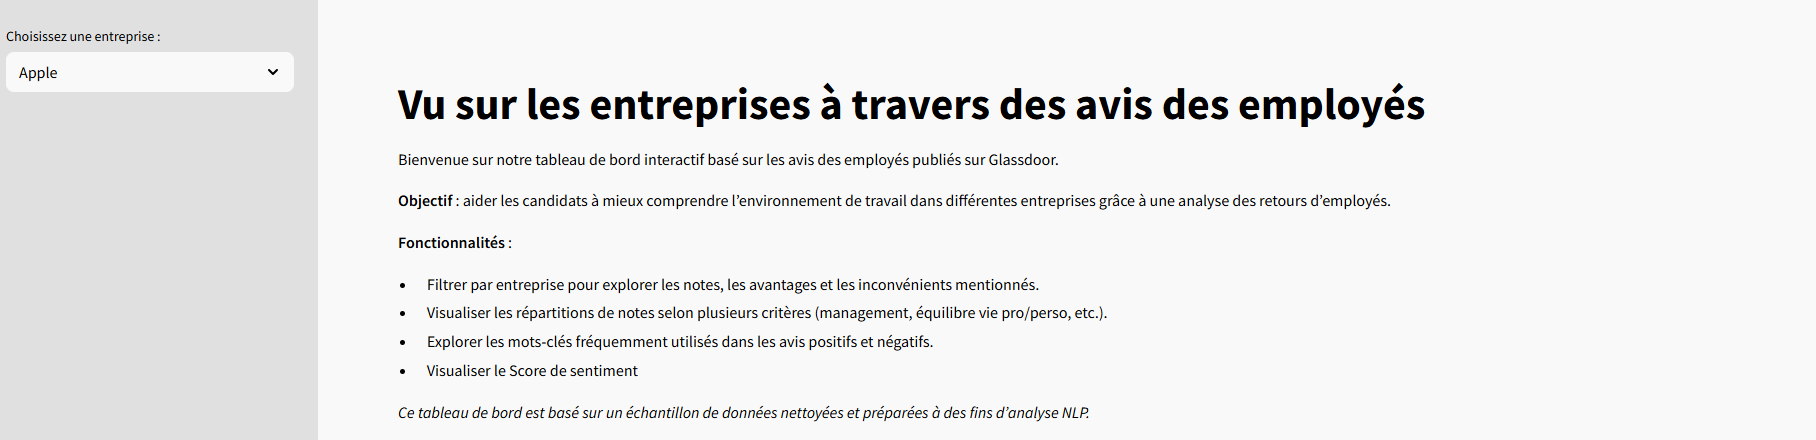 Choisissez une entreprise :
Apple
Vu sur les entreprises à travers des avis des employés
Bienvenue sur notre tableau de bord interactif basé sur les avis des employés publiés sur Glassdoor.
Objectif : aider les candidats à mieux comprendre l’environnement de travail dans différentes entreprises grâce à une analyse des retours d’employés.
Fonctionnalités :
• Filtrer par entreprise pour explorer les notes, les avantages et les inconvénients mentionnés.
• Visualiser les répartitions de notes selon plusieurs critères (management, équilibre vie pro/perso, etc.).
• Explorer les mots-clés fréquemment utilisés dans les avis positifs et négatifs.
• Visualiser le Score de sentiment
Ce tableau de bord est basé sur un échantillon de données nettoyées et préparées à des fins d’analyse NLP.